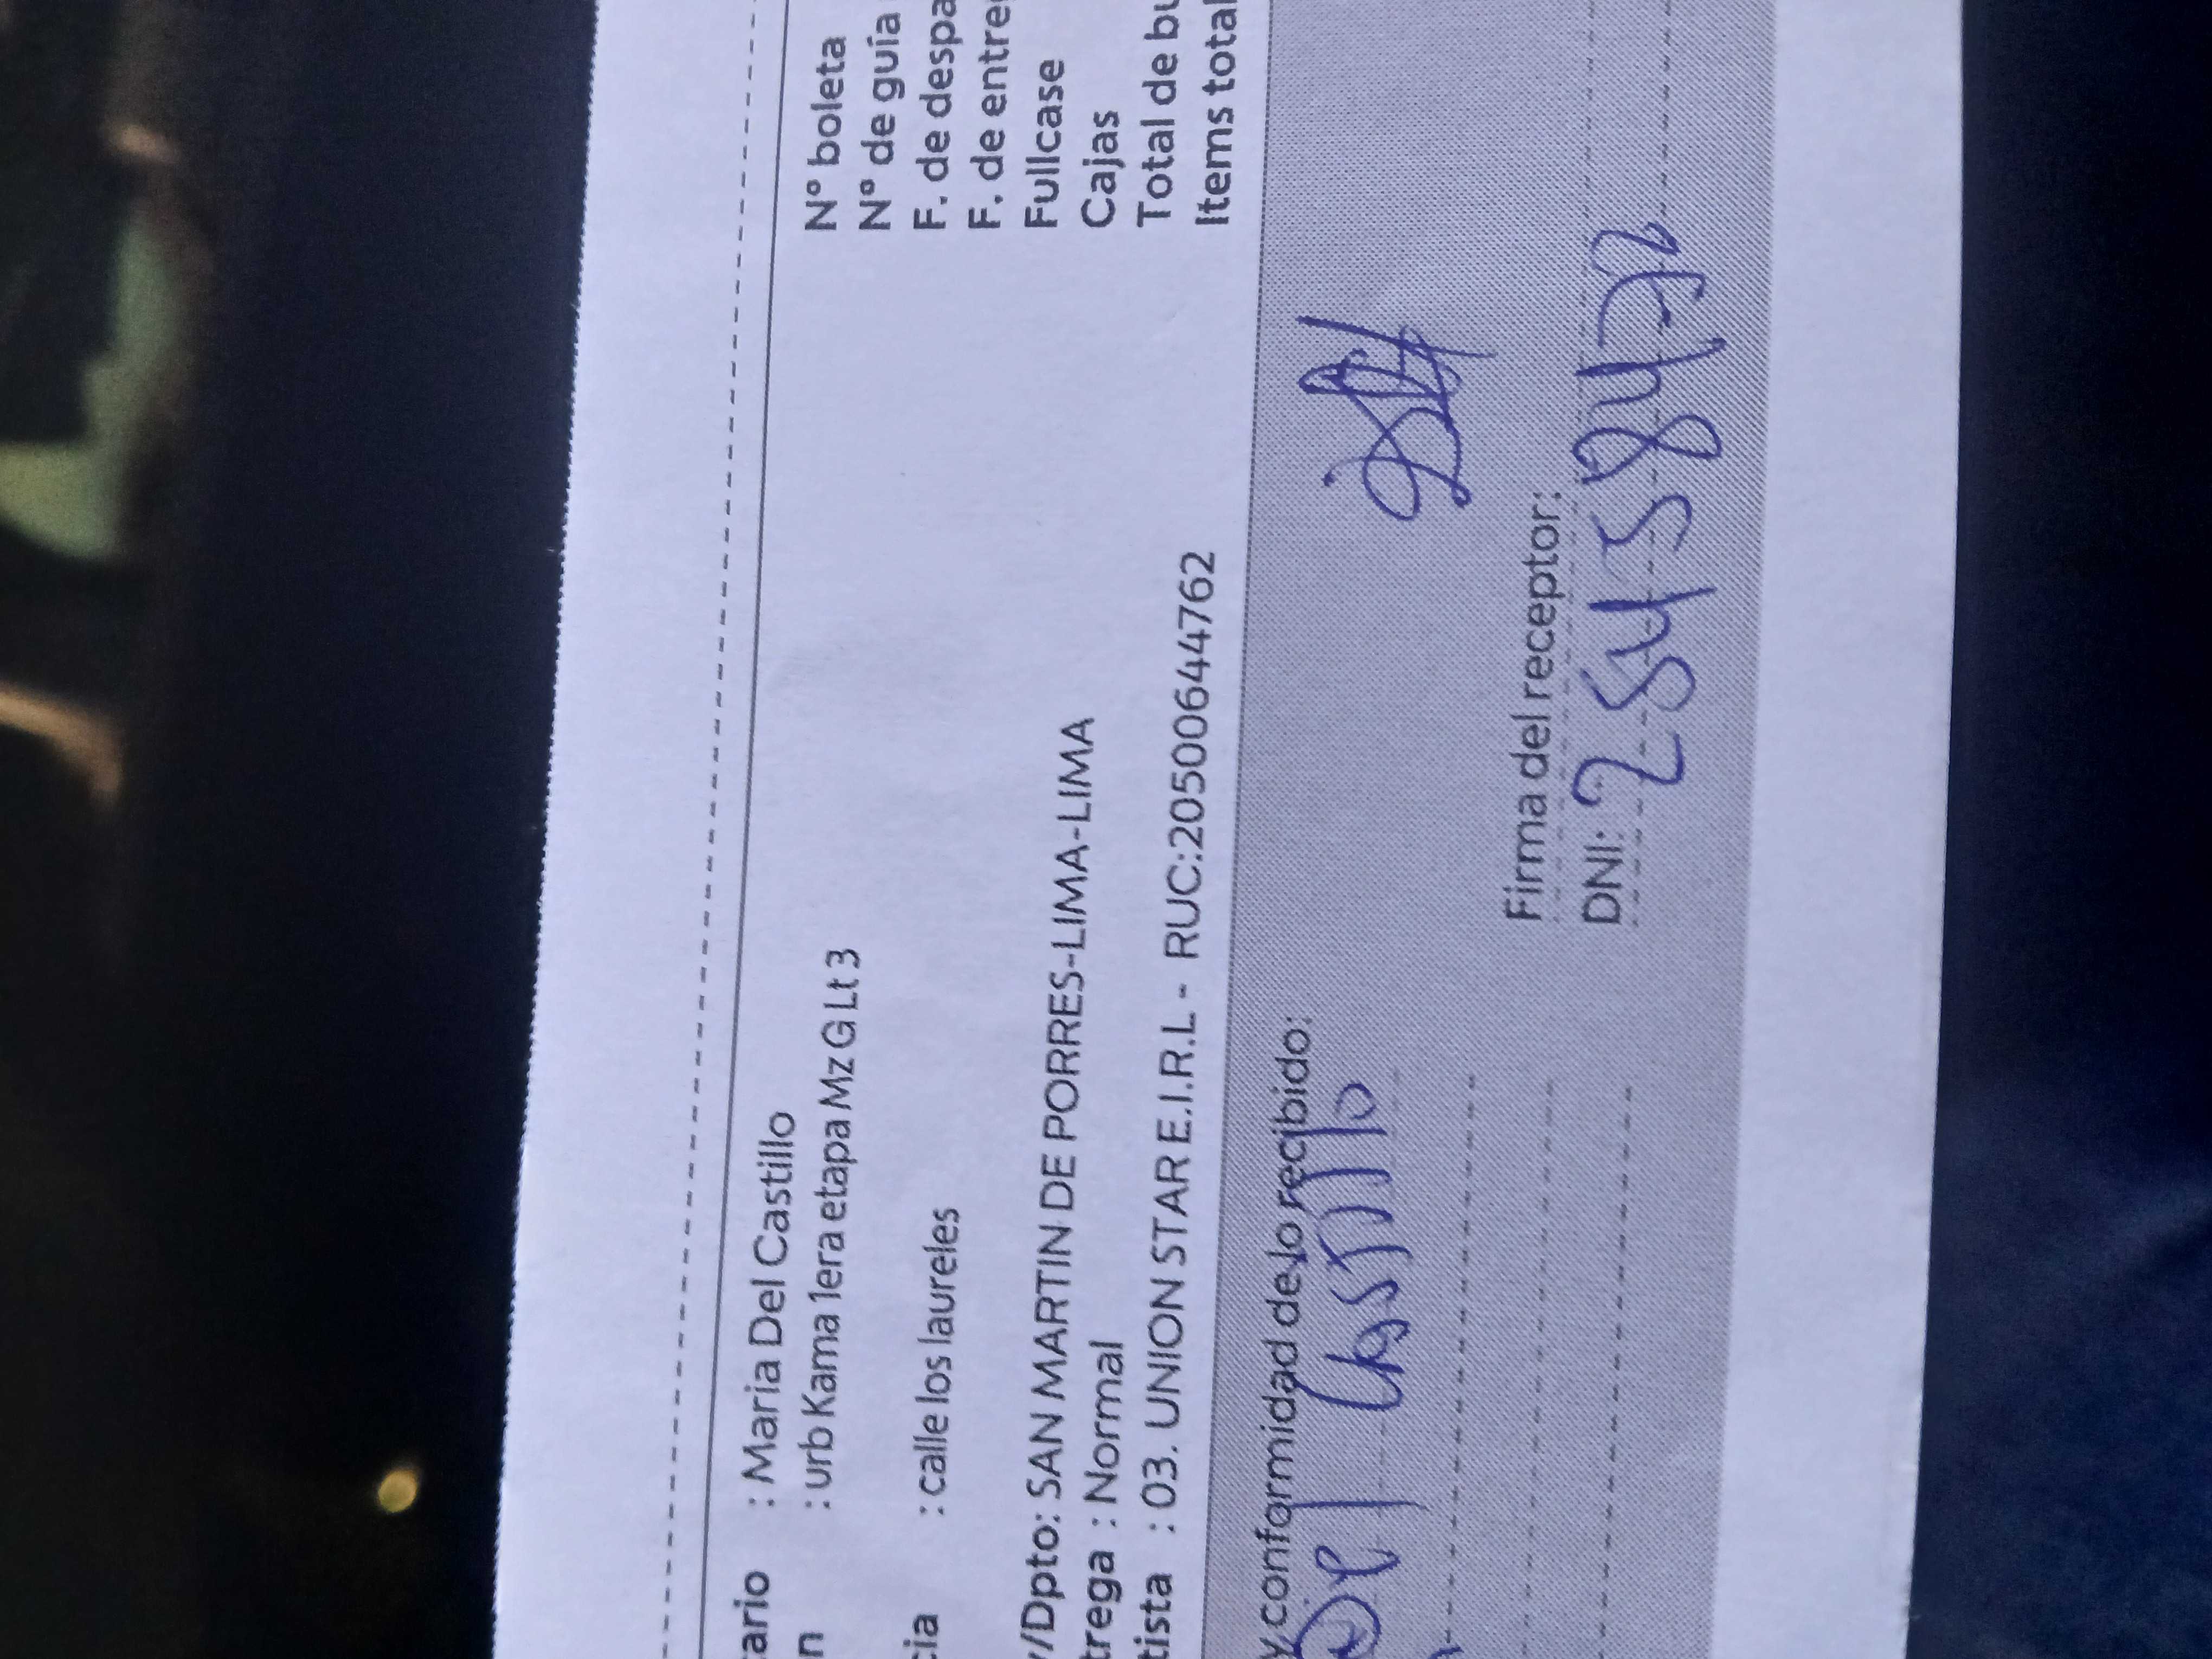 : Maria Del Castillo
: urb Kama 1era etapa Mz G Lt 3
: calle los laureles
/Dpto: SAN MARTIN DE PORRES-LIMA-LIMA
trega : Normal
tista : 03. UNION STAR E.I.R.L - RUC:20500644762
Nº boleta
Nº de guía
F. de despa
F. de entre
Fullcase
Cajas
Total de bu
Items total
y conformidad de lo recibido:
Del Castillo
Firma del receptor:
DNI: